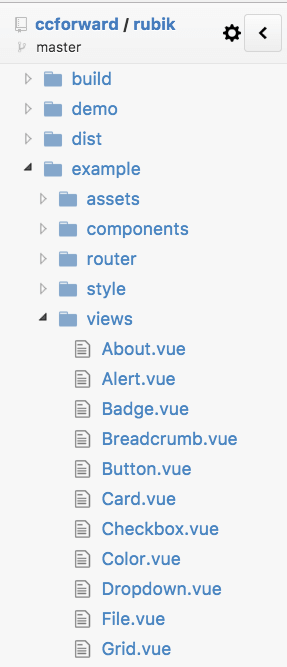 ccforward / rubik
master
build
demo
dist
example
assets
components
router
style
views
About.vue
Alert.vue
Badge.vue
Breadcrumb.vue
Button.vue
Card.vue
Checkbox.vue
Color.vue
Dropdown.vue
File.vue
Grid.vue